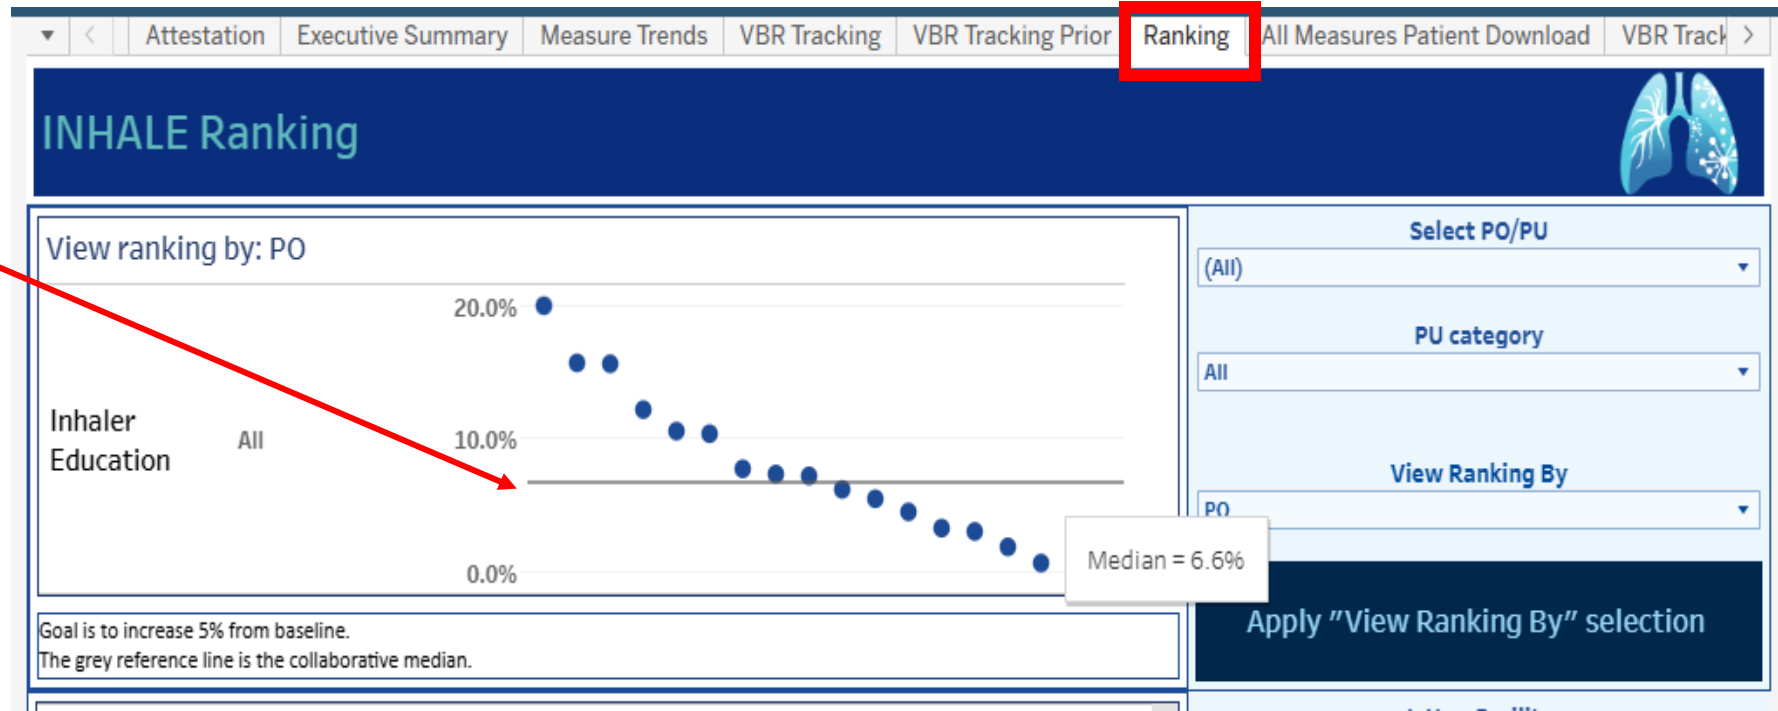 Attestation
Executive Summary
Measure Trends
VBR Tracking
VBR Tracking Prior
Ranking
All Measures Patient Download
VBR Track
INHALE Ranking
View ranking by: PO
Inhaler
Education
All
20.0%
10.0%
0.0%
Median = 6.6%
Goal is to increase 5% from baseline.
The grey reference line is the collaborative median.
Select PO/PU
(All)
PU category
All
View Ranking By
PO
Apply "View Ranking By" selection